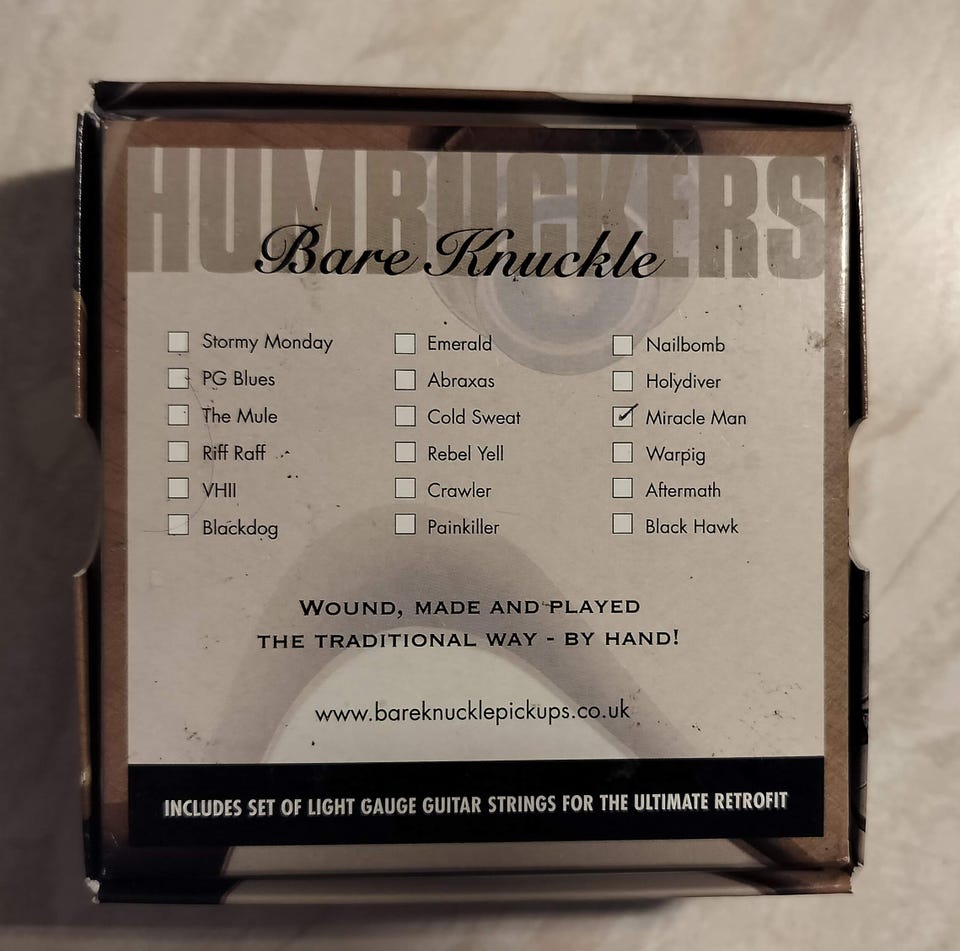 HUMBUCKERS
Bare Knuckle
Stormy Monday
PG Blues
The Mule
Riff Raff
VHII
Blackdog
Emerald
Abraxas
Cold Sweat
Rebel Yell
Crawler
Painkiller
Nailbomb
Holydiver
Miracle Man
Warpig
Aftermath
Black Hawk
WOUND, MADE AND PLAYED
THE TRADITIONAL WAY - BY HAND!
www.bareknucklepickups.co.uk
INCLUDES SET OF LIGHT GAUGE GUITAR STRINGS FOR THE ULTIMATE RETROFIT